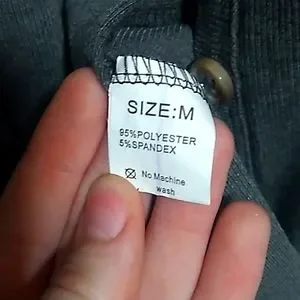 SIZE:M
95%POLYESTER
5%SPANDEX
No Machine
wash